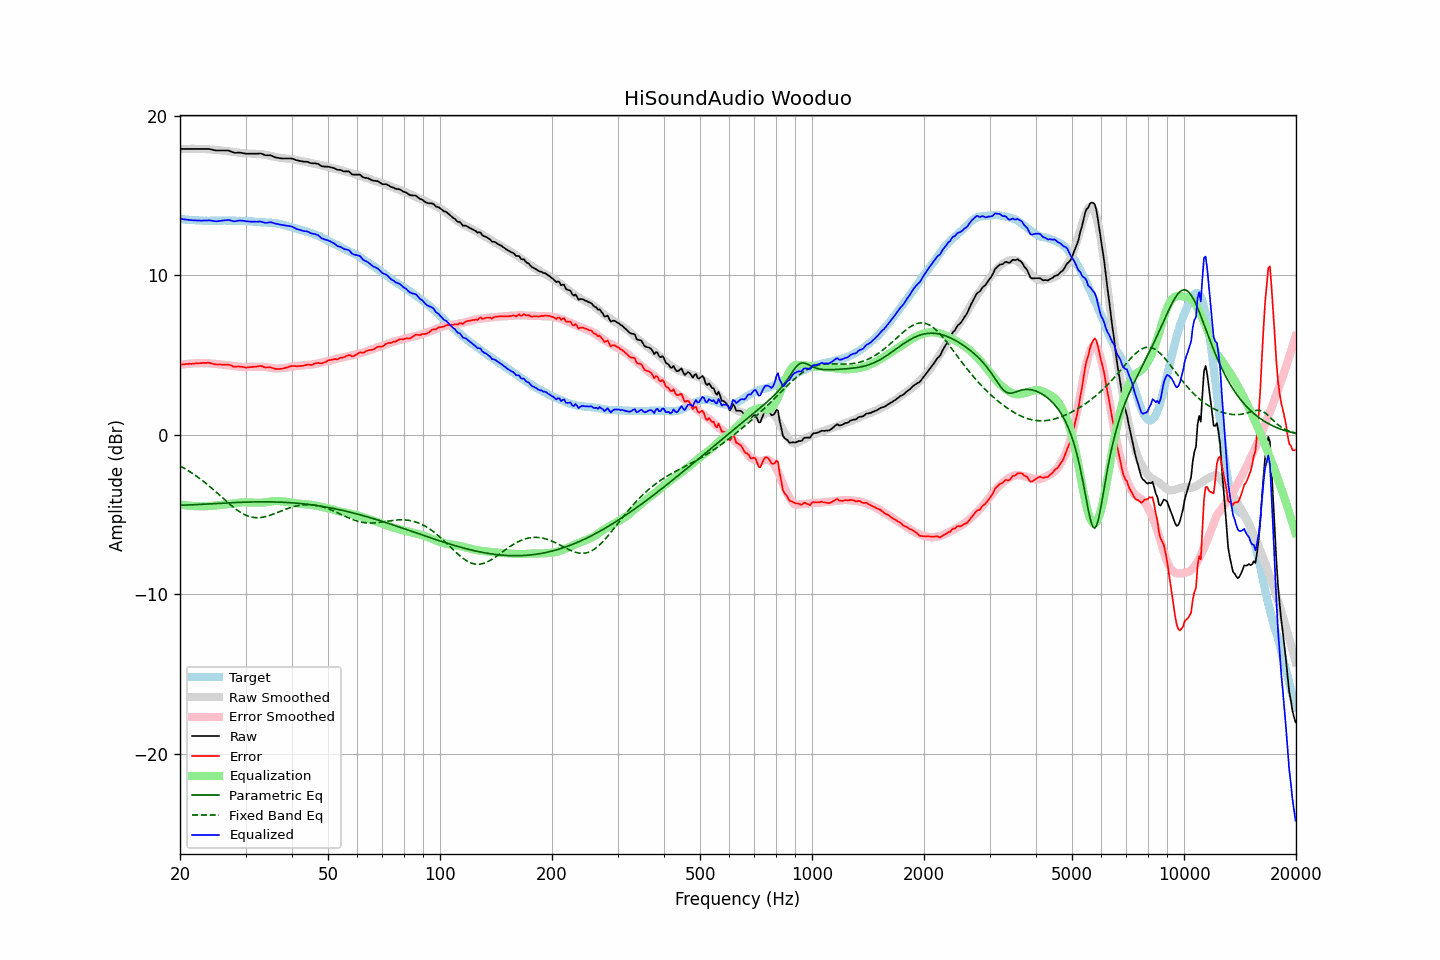 HiSoundAudio Wooduo
20
10
0
−10
−20
Amplitude (dBr)
Target
Raw Smoothed
Error Smoothed
Raw
Error
Equalization
Parametric Eq
Fixed Band Eq
Equalized
20 50 100 200 500 1000 2000 5000 10000 20000
Frequency (Hz)